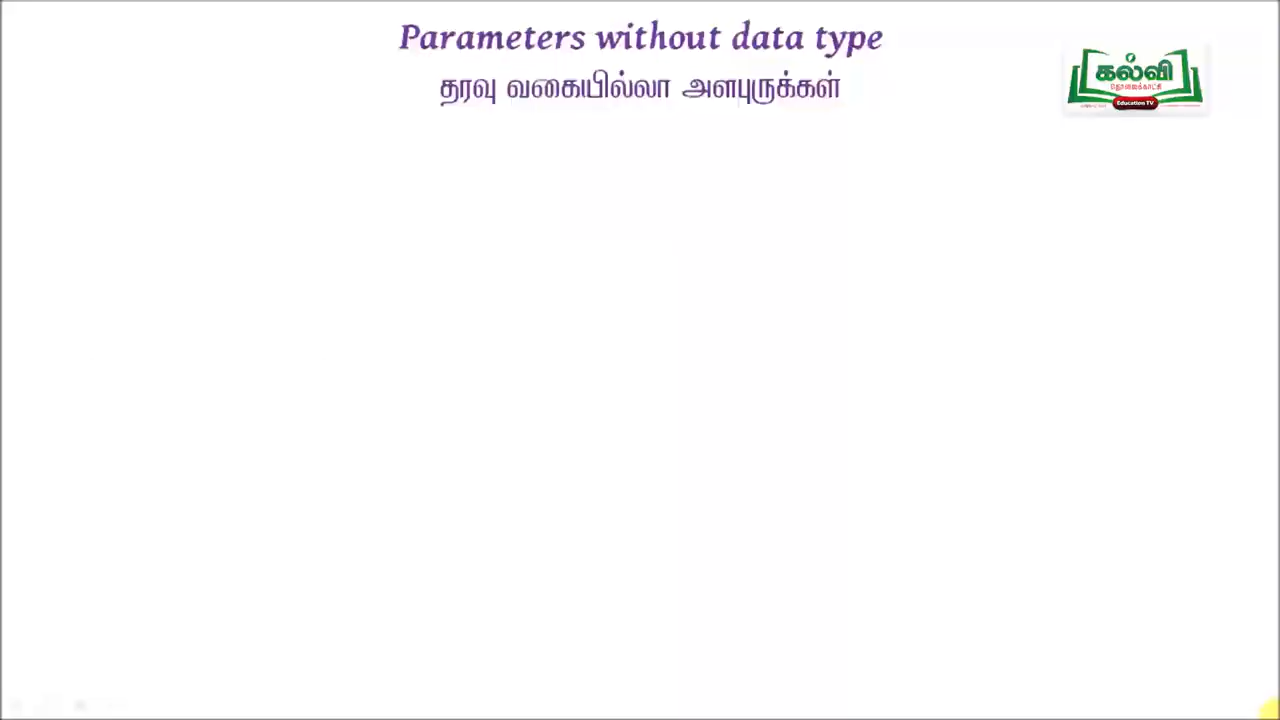 Parameters without data type
தரவு வகையில்லா அளபுருக்கள்
கல்வி
தொலைக்காட்சி
Education TV